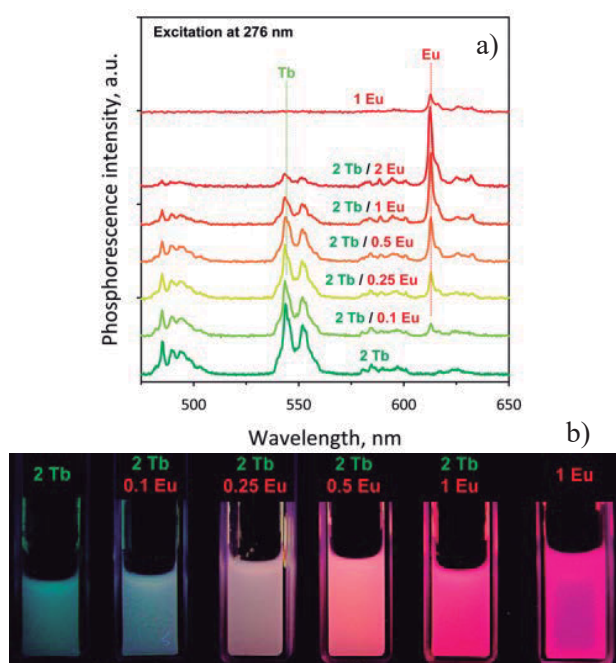 Excitation at 276 nm
a)
Tb
Eu
1 Eu
2 Tb / 2 Eu
2 Tb / 1 Eu
2 Tb / 0.5 Eu
2 Tb / 0.25 Eu
2 Tb / 0.1 Eu
2 Tb
Phosphorescence intensity, a.u.
500 550 600 650
Wavelength, nm
b)
2 Tb
2 Tb
0.1 Eu
2 Tb
0.25 Eu
2 Tb
0.5 Eu
2 Tb
1 Eu
1 Eu